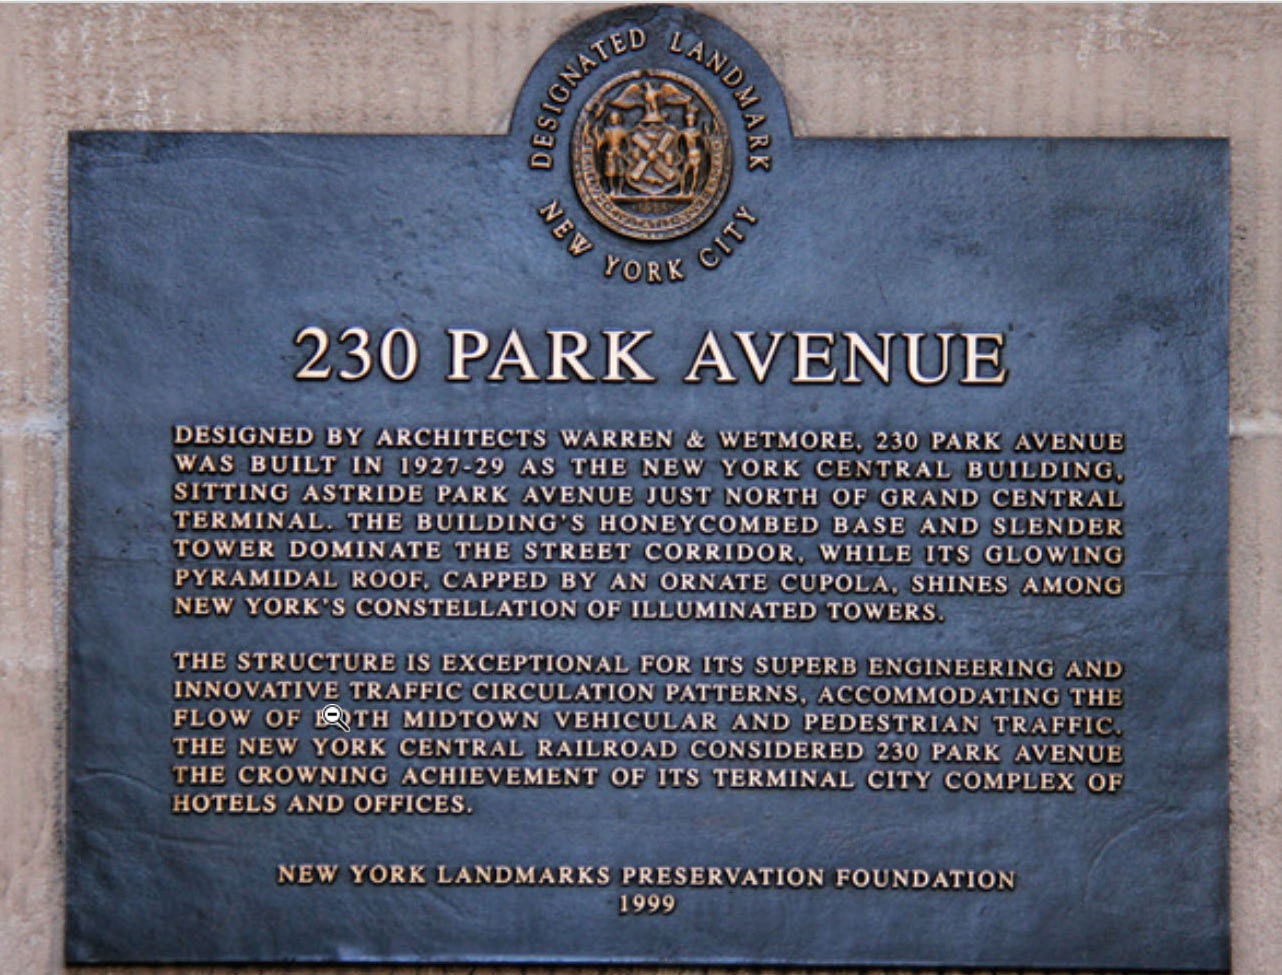 DESIGNATED LANDMARK
NEW YORK CITY
230 PARK AVENUE
DESIGNED BY ARCHITECTS WARREN & WETMORE, 230 PARK AVENUE
WAS BUILT IN 1927-29 AS THE NEW YORK CENTRAL BUILDING,
SITTING ASTRIDE PARK AVENUE JUST NORTH OF GRAND CENTRAL
TERMINAL. THE BUILDING'S HONEYCOMBED BASE AND SLENDER
TOWER DOMINATE THE STREET CORRIDOR, WHILE ITS GLOWING
PYRAMIDAL ROOF, CAPPED BY AN ORNATE CUPOLA, SHINES AMONG
NEW YORK'S CONSTELLATION OF ILLUMINATED TOWERS.
THE STRUCTURE IS EXCEPTIONAL FOR ITS SUPERB ENGINEERING AND
INNOVATIVE TRAFFIC CIRCULATION PATTERNS, ACCOMMODATING THE
FLOW OF BOTH MIDTOWN VEHICULAR AND PEDESTRIAN TRAFFIC.
THE NEW YORK CENTRAL RAILROAD CONSIDERED 230 PARK AVENUE
THE CROWNING ACHIEVEMENT OF ITS TERMINAL CITY COMPLEX OF
HOTELS AND OFFICES.
NEW YORK LANDMARKS PRESERVATION FOUNDATION
1999